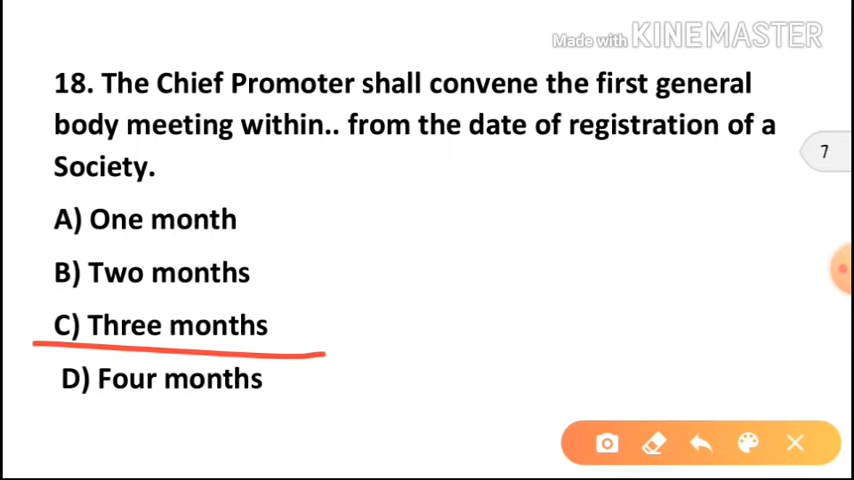 Made with KINEMASTER
18. The Chief Promoter shall convene the first general
body meeting within.. from the date of registration of a
Society.
7
A) One month
B) Two months
C) Three months
D) Four months